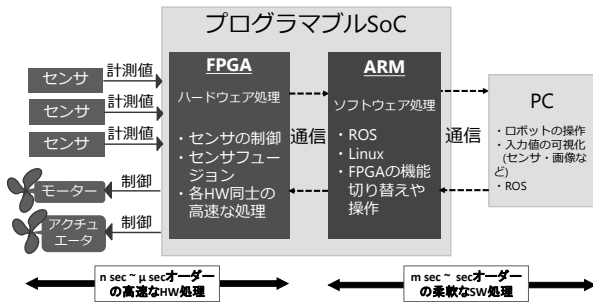 プログラマブルSoC
センサ
計測値
センサ
計測値
センサ
計測値
モーター
制御
アクチュ
エータ
制御
FPGA
ハードウェア処理
・センサの制御
・センサフュー
ジョン
・各HW同士の
高速な処理
通信
ARM
ソフトウェア処理
・ROS
・Linux
・FPGAの機能
切り替えや
操作
通信
PC
・ロボットの操作
・入力値の可視化
(センサ・画像な
ど)
・ROS
n sec ~ μ secオーダー
の高速なHW処理
m sec ~ secオーダー
の柔軟なSW処理